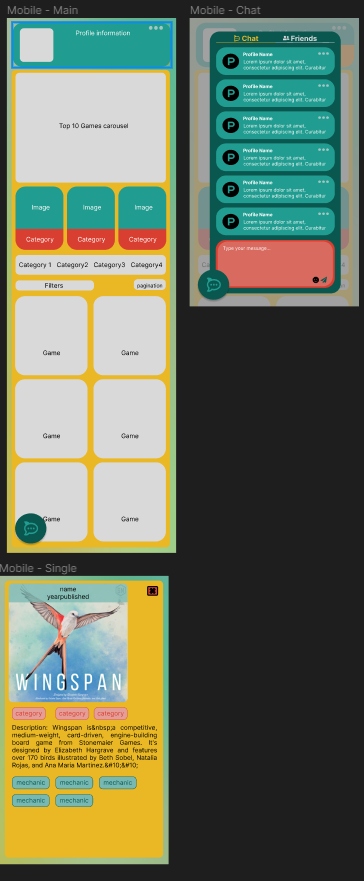 Mobile - Main
Profile information
Top 10 Games carousel
Image Image Image
Category Category Category
Category 1 Category2 Category3 Category4
Filters pagination
Game Game
Game Game
Game Game
Mobile - Chat
Chat Friends
P Profile Name
Lorem ipsum dolor sit amet,
consectetur adipiscing elit. Curabitur
P Profile Name
Lorem ipsum dolor sit amet,
consectetur adipiscing elit. Curabitur
P Profile Name
Lorem ipsum dolor sit amet,
consectetur adipiscing elit. Curabitur
P Profile Name
Lorem ipsum dolor sit amet,
consectetur adipiscing elit. Curabitur
P Profile Name
Lorem ipsum dolor sit amet,
consectetur adipiscing elit. Curabitur
P Profile Name
Lorem ipsum dolor sit amet,
consectetur adipiscing elit. Curabitur
Type your message...
Mobile - Single
name
yearpublished
WINGSPAN
category category category
Description: Wingspan is&nbsp;a competitive,
medium-weight, card-driven, engine-building
board game from Stonemaier Games. It's
designed by Elizabeth Hargrave and features
over 170 birds illustrated by Beth Sobel, Natalia
Rojas, and Ana Maria Martinez.&#10;&#10;
mechanic mechanic mechanic
mechanic mechanic